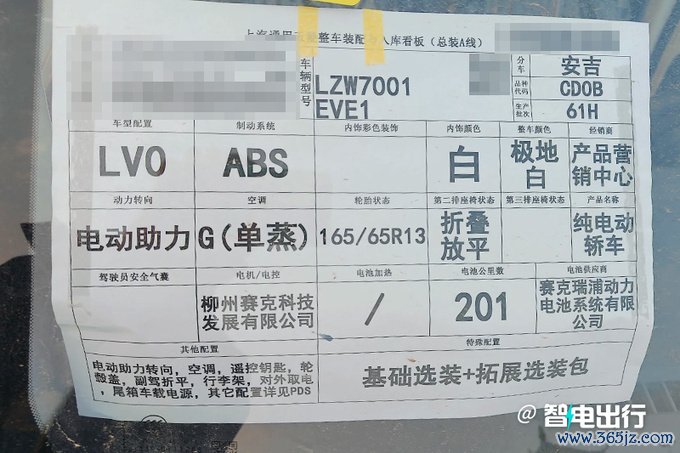 上汽通用五菱整车装配与入库看板（总装A线）
车辆型号
LZW7001
EVE1
分车
安吉
品种代码
CD0B
生产批次
61H
车型配置 制动系统 内饰彩色装饰 内饰颜色 整车颜色 经销商
LV0 ABS 白 极地白 产品营销中心
动力转向 空调 轮胎状态 第二排座椅状态 第三排座椅状态 产品名称
电动助力 G(单蒸) 165/65R13 折叠放平 纯电动轿车
驾驶员安全气囊 电机/电控 电池加热 电池公里数 电池供应商
柳州赛克科技发展有限公司 / 201 赛克瑞浦动力电池系统有限公司
其他配置 特殊配置
电动助力转向，空调，遥控钥匙，轮
毂盖，副驾折平，行李架，对外取电
，尾箱车载电源，其它配置详见PDS
基础选装+拓展选装包
@智电出行
www.365jz.com